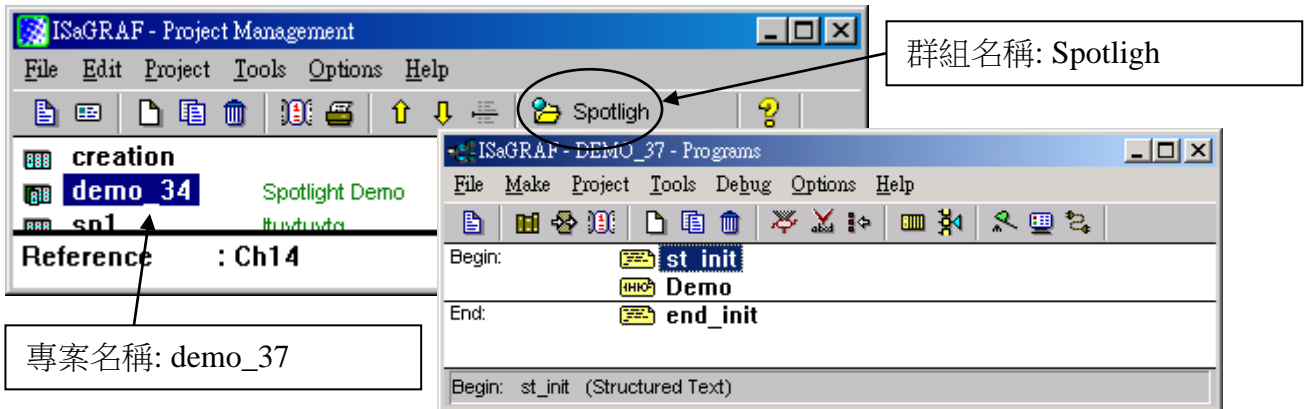 ISaGRAF - Project Management
File Edit Project Tools Options Help
Spotligh
群組名稱: Spotligh
creation
demo_34 Spotlight Demo
sp1
Reference : Ch14
專案名稱: demo_37
ISaGRAF - DEMO_37 - Programs
File Make Project Tools Debug Options Help
Begin: st_init
Demo
End: end_init
Begin: st_init (Structured Text)